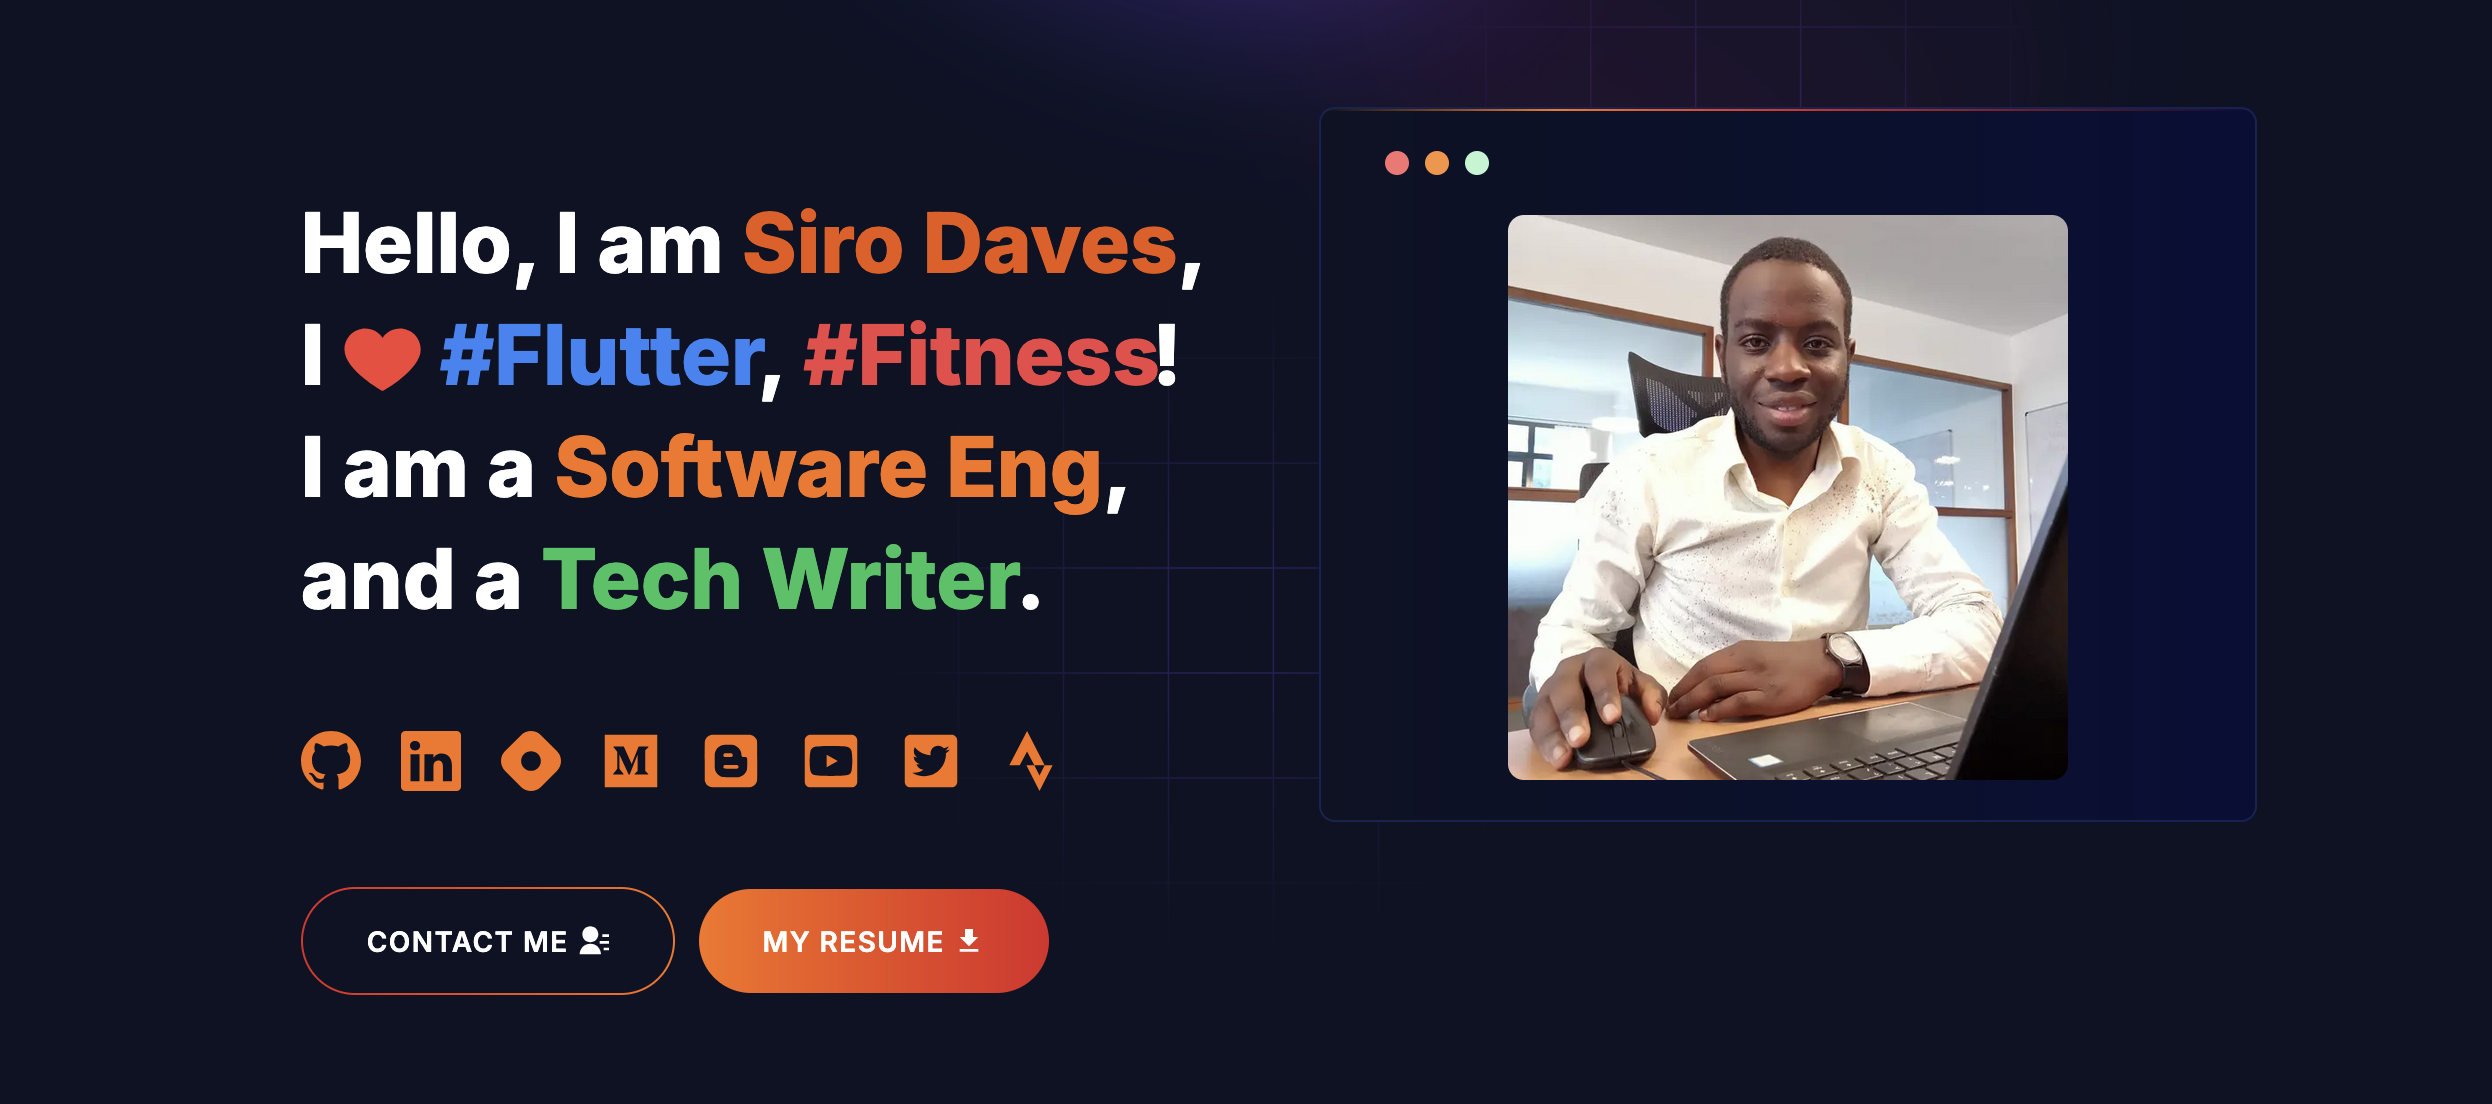 Hello, I am Siro Daves,
I ❤ #Flutter, #Fitness!
I am a Software Eng,
and a Tech Writer.
CONTACT ME
MY RESUME